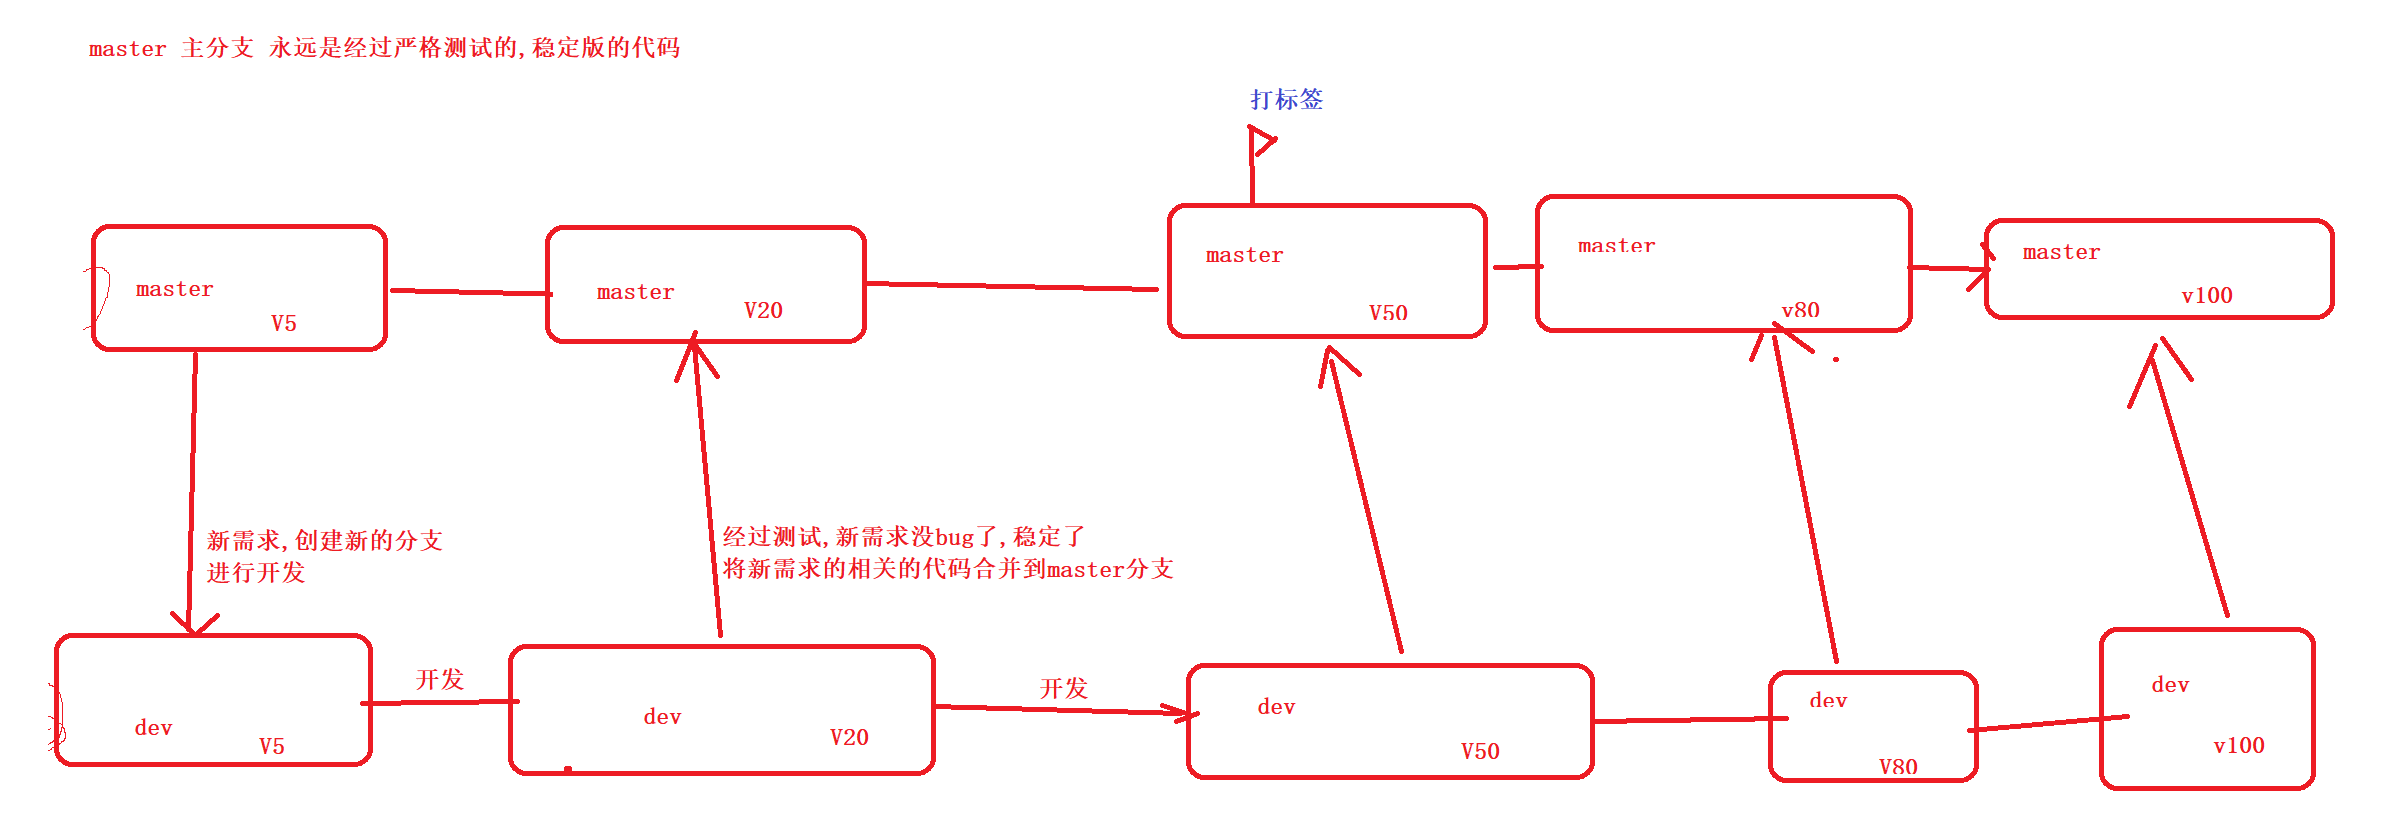 master 主分支 永远是经过严格测试的,稳定版的代码
打标签
master
V5
master
V20
master
V50
master
v80
master
v100
新需求,创建新的分支
进行开发
经过测试,新需求没bug了,稳定了
将新需求的相关的代码合并到master分支
dev
V5
开发
dev
V20
开发
dev
V50
dev
V80
dev
v100